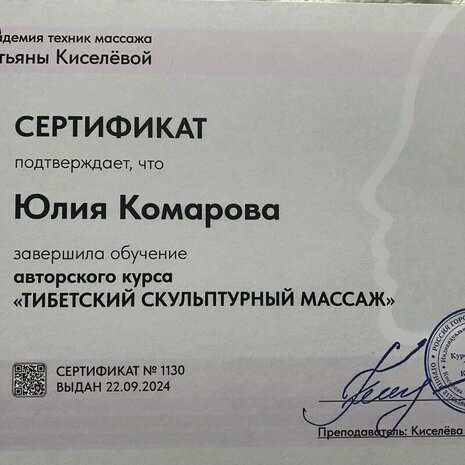 адемия техник массажа
тьяны Киселёвой
СЕРТИФИКАТ
подтверждает, что
Юлия Комарова
завершила обучение
авторского курса
«ТИБЕТСКИЙ СКУЛЬПТУРНЫЙ МАССАЖ»
СЕРТИФИКАТ № 1130
ВЫДАН 22.09.2024
Преподаватель: Киселёва